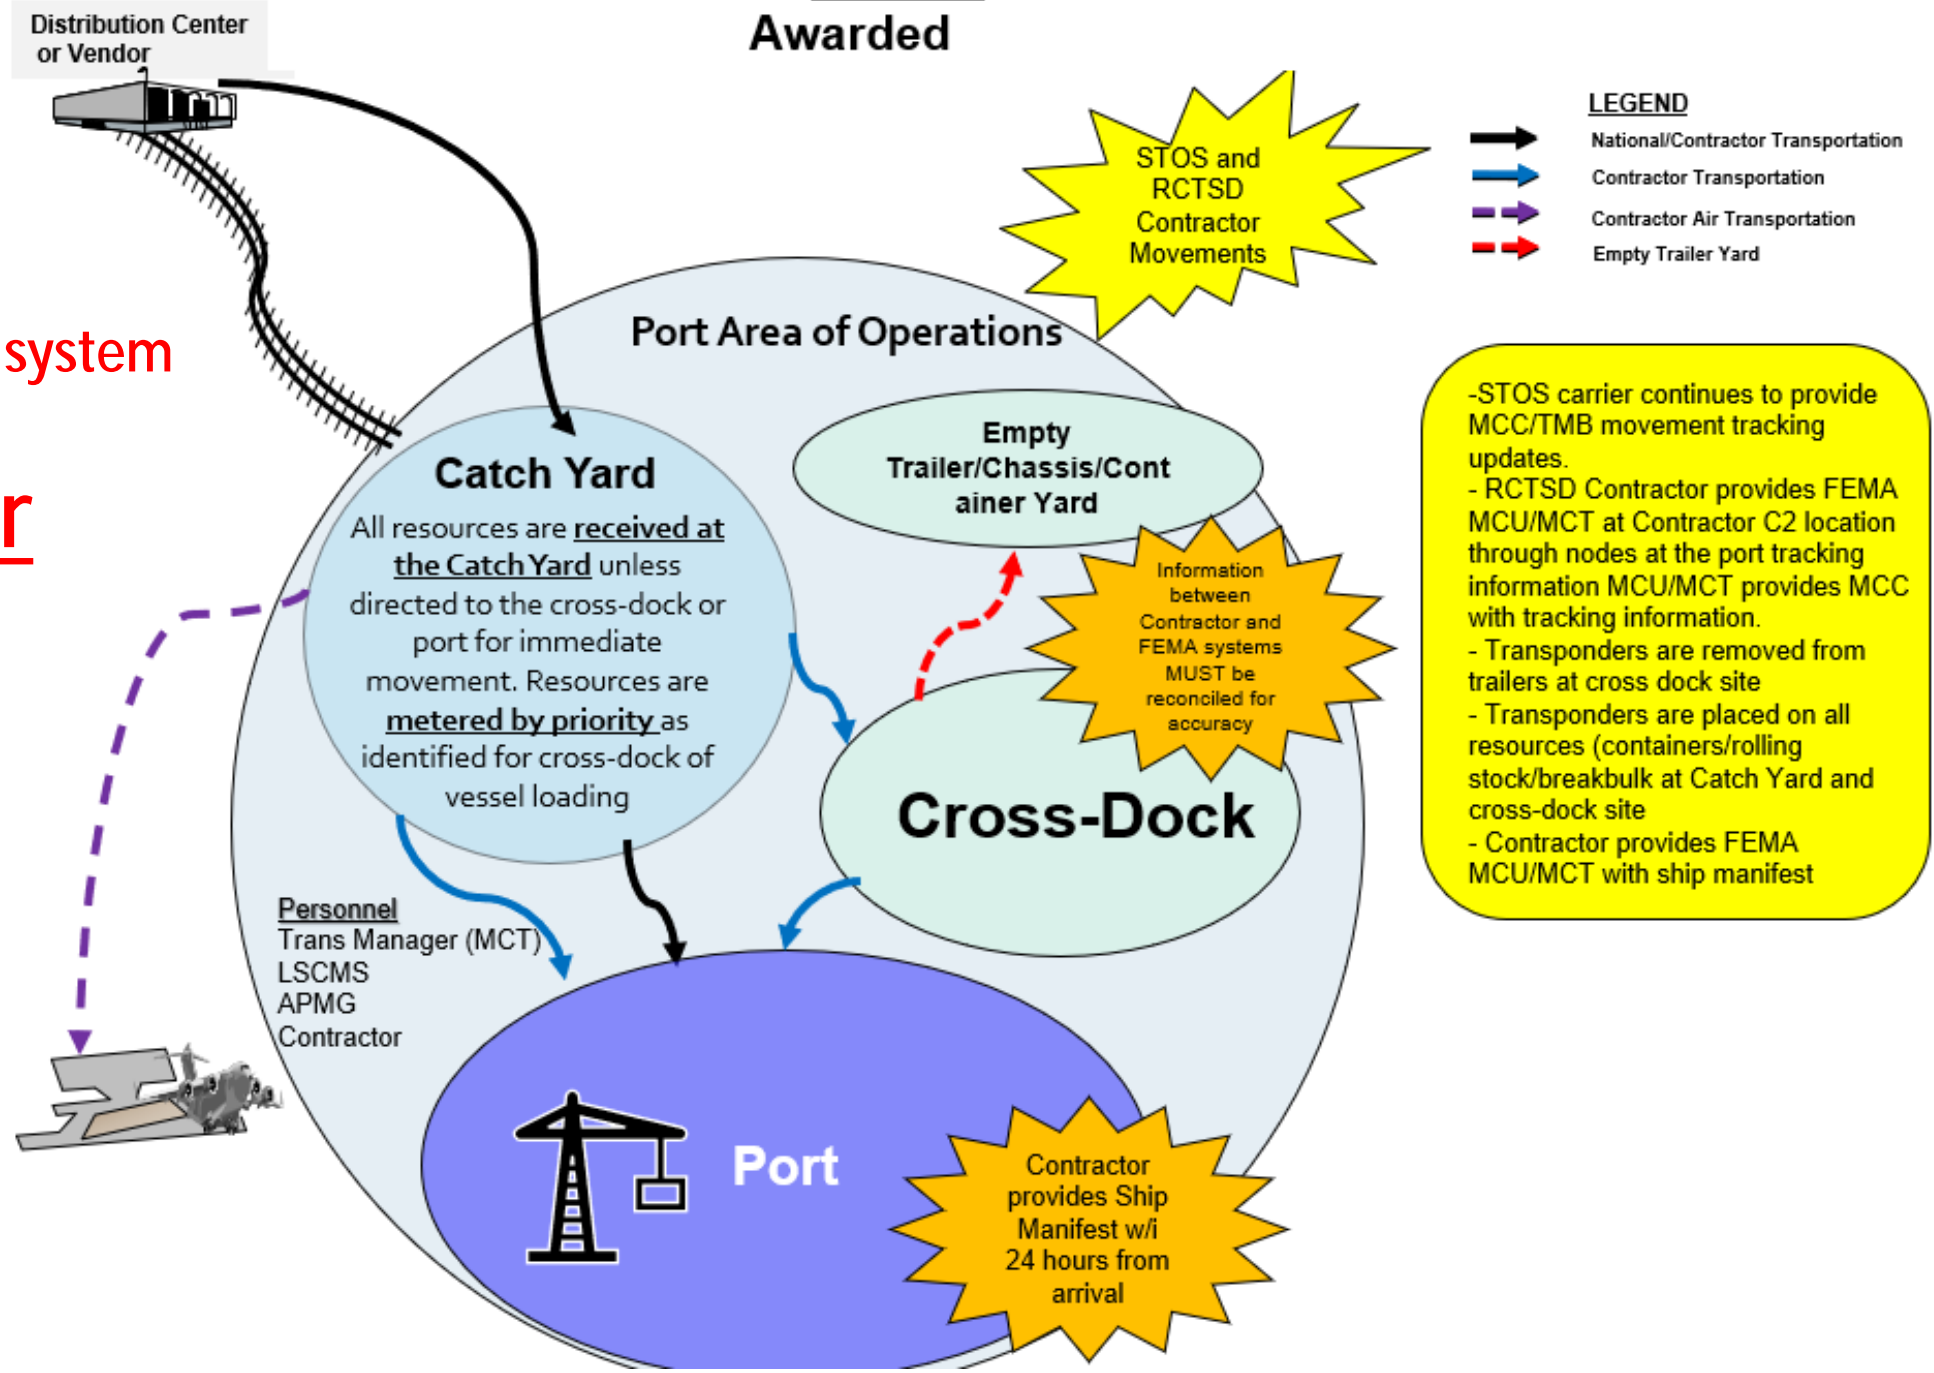 Distribution Center
or Vendor
Awarded
STOS and
RCTSD
Contractor
Movements
LEGEND
National/Contractor Transportation
Contractor Transportation
Contractor Air Transportation
Empty Trailer Yard
system
r
Port Area of Operations
Catch Yard
All resources are received at
the Catch Yard unless
directed to the cross-dock or
port for immediate
movement. Resources are
metered by priority as
identified for cross-dock of
vessel loading
Empty
Trailer/Chassis/Cont
ainer Yard
Information
between
Contractor and
FEMA systems
MUST be
reconciled for
accuracy
Cross-Dock
-STOS carrier continues to provide
MCC/TMB movement tracking
updates.
- RCTSD Contractor provides FEMA
MCU/MCT at Contractor C2 location
through nodes at the port tracking
information MCU/MCT provides MCC
with tracking information.
- Transponders are removed from
trailers at cross dock site
- Transponders are placed on all
resources (containers/rolling
stock/breakbulk at Catch Yard and
cross-dock site
- Contractor provides FEMA
MCU/MCT with ship manifest
Personnel
Trans Manager (MCT)
LSCMS
APMG
Contractor
Port
Contractor
provides Ship
Manifest w/i
24 hours from
arrival